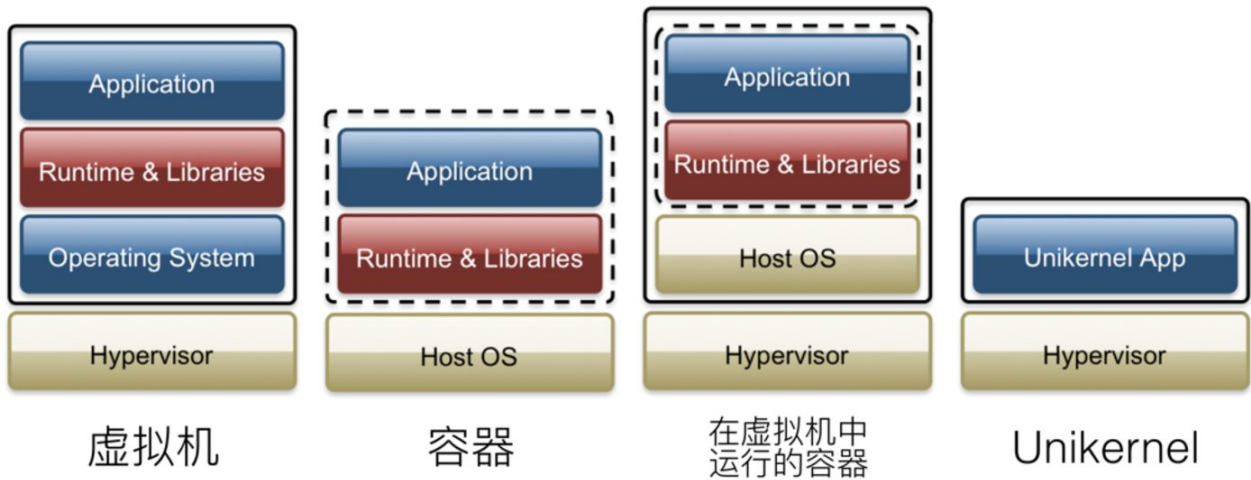 Application
Runtime & Libraries
Operating System
Hypervisor
虚拟机
Application
Runtime & Libraries
Host OS
容器
Application
Runtime & Libraries
Host OS
Hypervisor
在虚拟机中
运行的容器
Unikernel App
Hypervisor
Unikernel